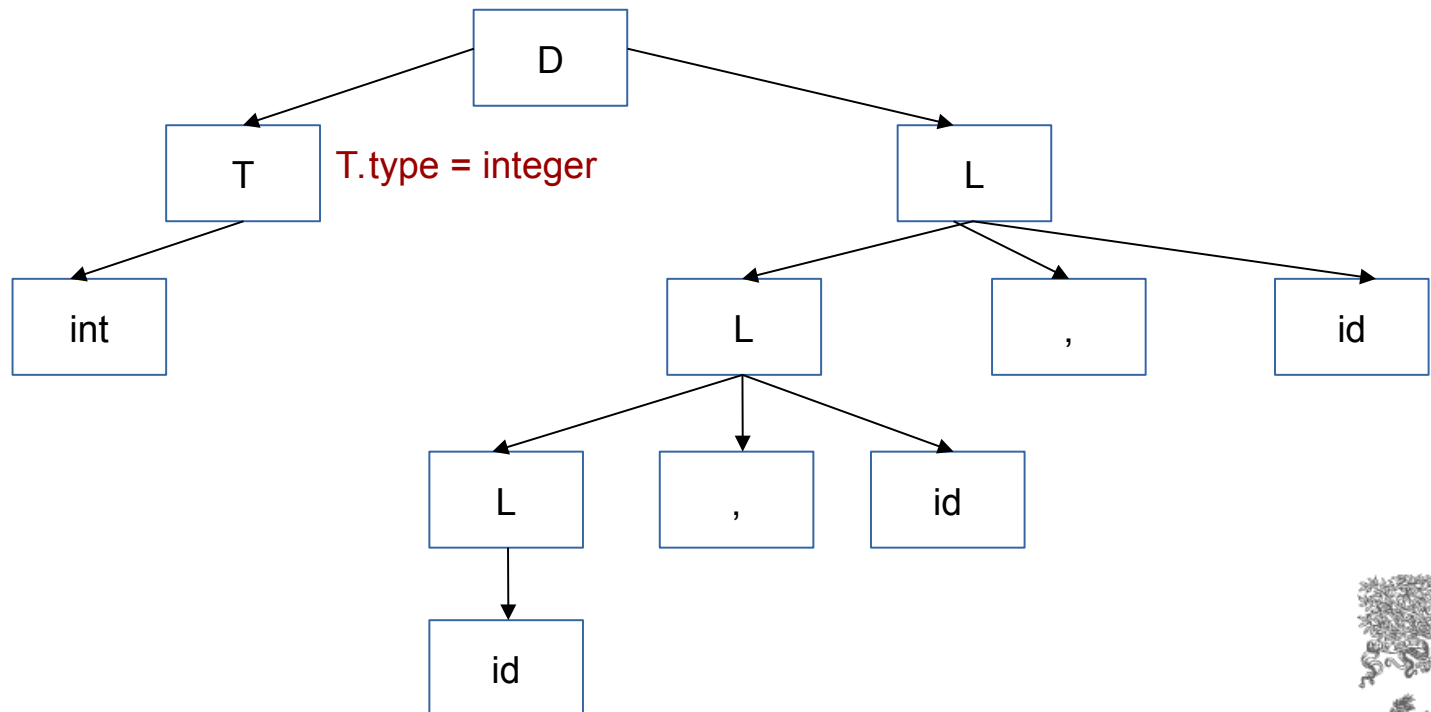 D
T
T.type = integer
L
int
L
,
id
L
,
id
id